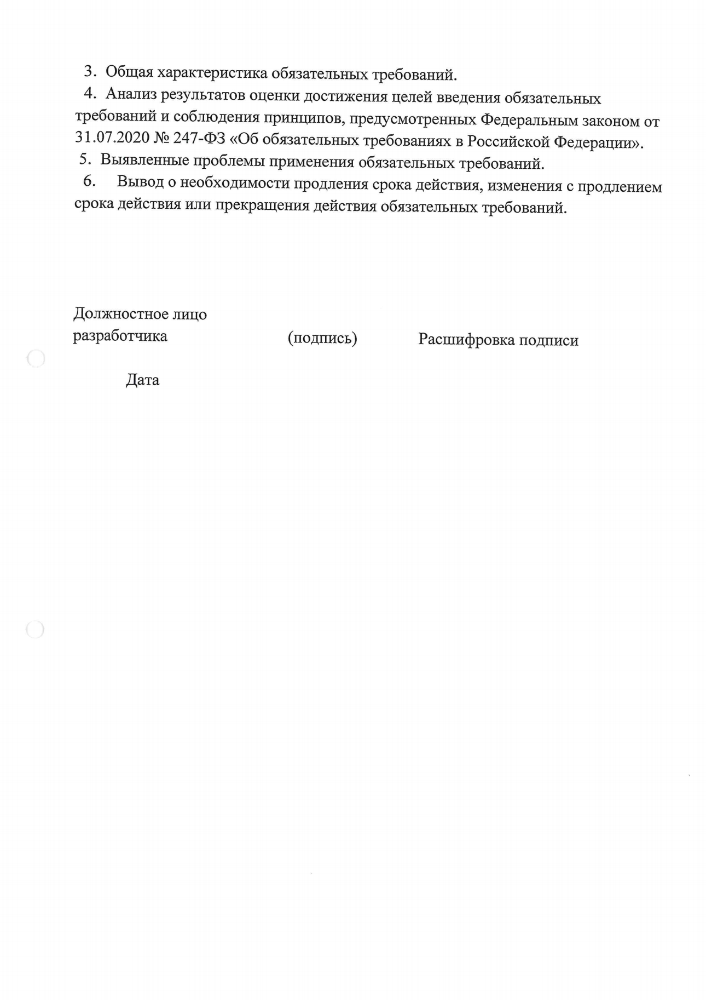 3. Общая характеристика обязательных требований.
4. Анализ результатов оценки достижения целей введения обязательных
требований и соблюдения принципов, предусмотренных Федеральным законом от
31.07.2020 № 247-ФЗ «Об обязательных требованиях в Российской Федерации».
5. Выявленные проблемы применения обязательных требований.
6. Вывод о необходимости продления срока действия, изменения с продлением
срока действия или прекращения действия обязательных требований.
Должностное лицо
разработчика (подпись) Расшифровка подписи
Дата